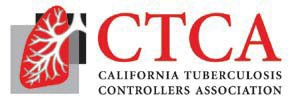 CTCA
CALIFORNIA TUBERCULOSIS
CONTROLLERS ASSOCIATION